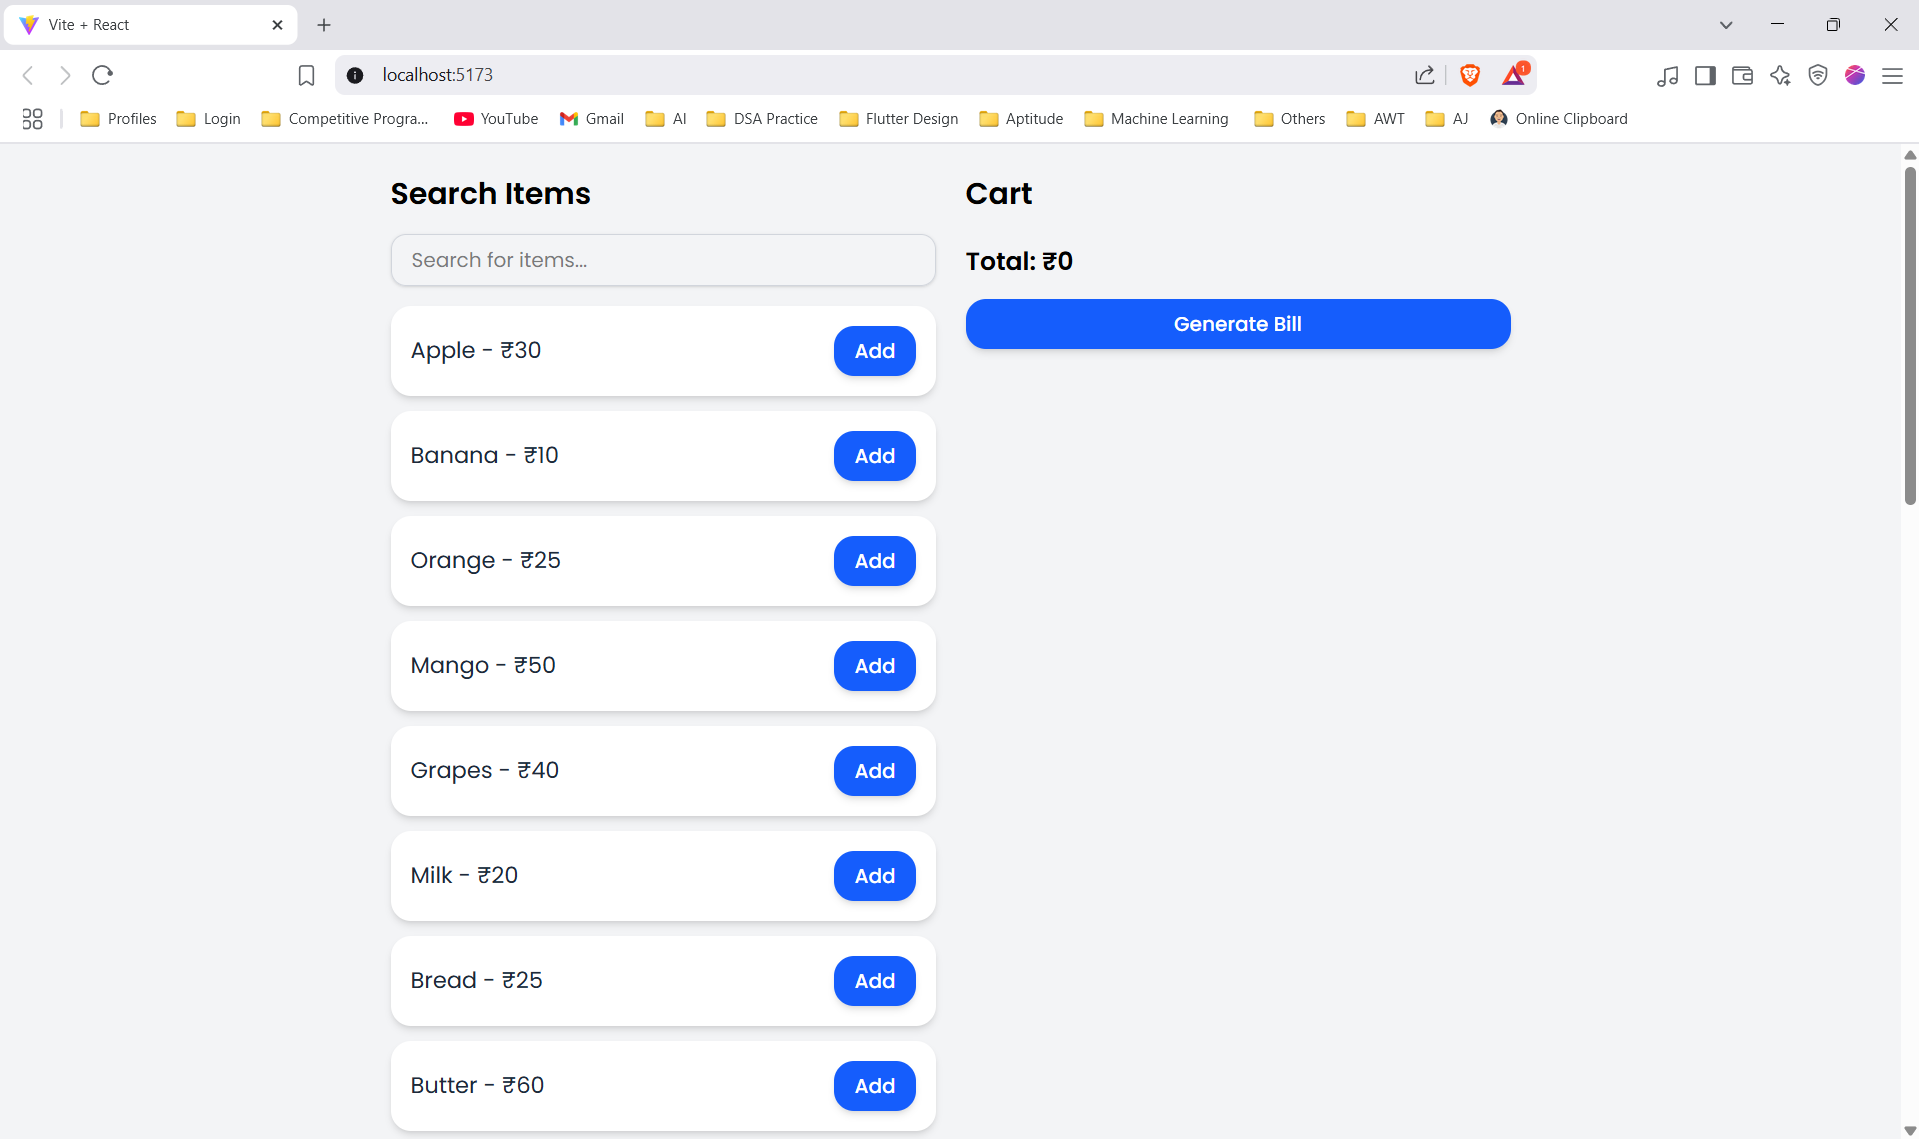 Vite + React
localhost:5173
1
Profiles Login Competitive Progra... YouTube Gmail AI DSA Practice Flutter Design Aptitude Machine Learning Others AWT AJ Online Clipboard
Search Items
Search for items...
Apple - ₹30 Add
Banana - ₹10 Add
Orange - ₹25 Add
Mango - ₹50 Add
Grapes - ₹40 Add
Milk - ₹20 Add
Bread - ₹25 Add
Butter - ₹60 Add
Cart
Total: ₹0
Generate Bill